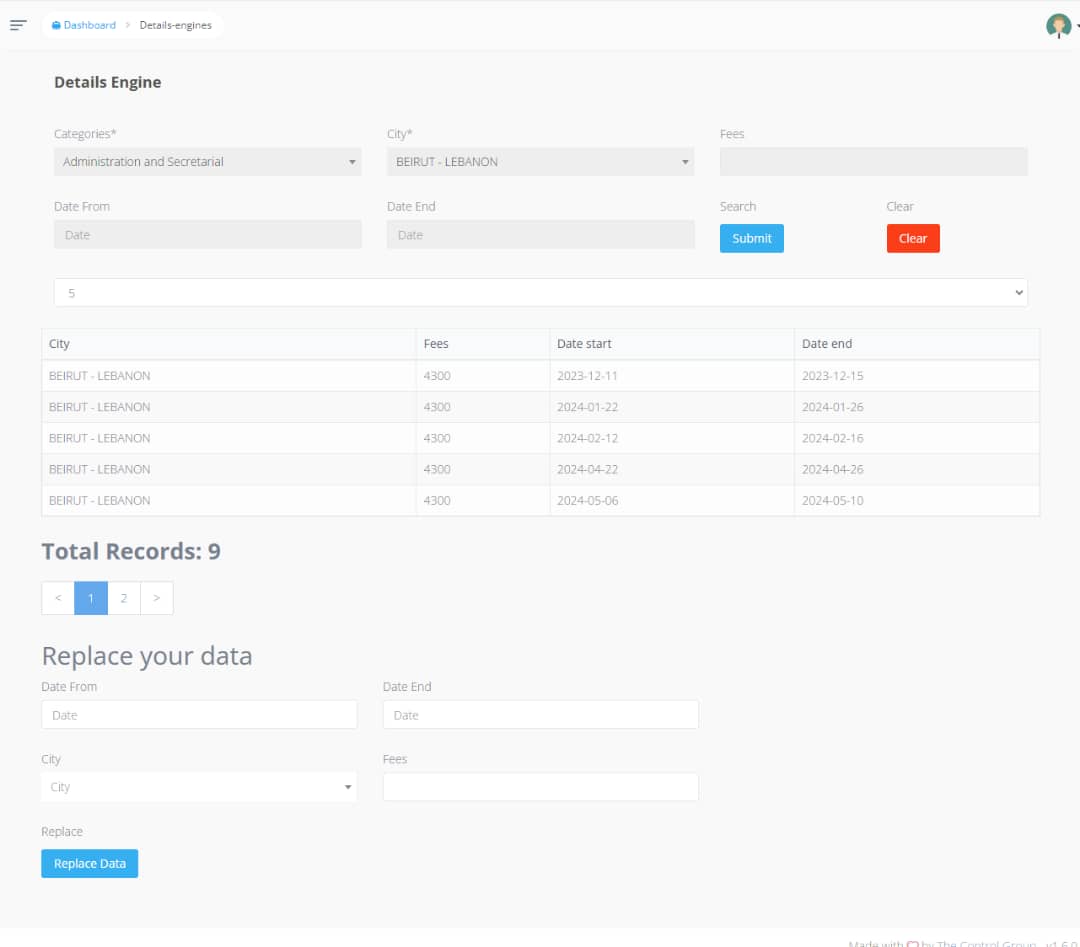 Dashboard > Details-engines
Details Engine
Categories* City* Fees
Administration and Secretarial BEIRUT - LEBANON
Date From Date End Search Clear
Date Date Submit Clear
5
City Fees Date start Date end
BEIRUT - LEBANON 4300 2023-12-11 2023-12-15
BEIRUT - LEBANON 4300 2024-01-22 2024-01-26
BEIRUT - LEBANON 4300 2024-02-12 2024-02-16
BEIRUT - LEBANON 4300 2024-04-22 2024-04-26
BEIRUT - LEBANON 4300 2024-05-06 2024-05-10
Total Records: 9
< 1 2 >
Replace your data
Date From Date End
Date Date
City Fees
City
Replace
Replace Data
Made with by The Control Group v1.6.0